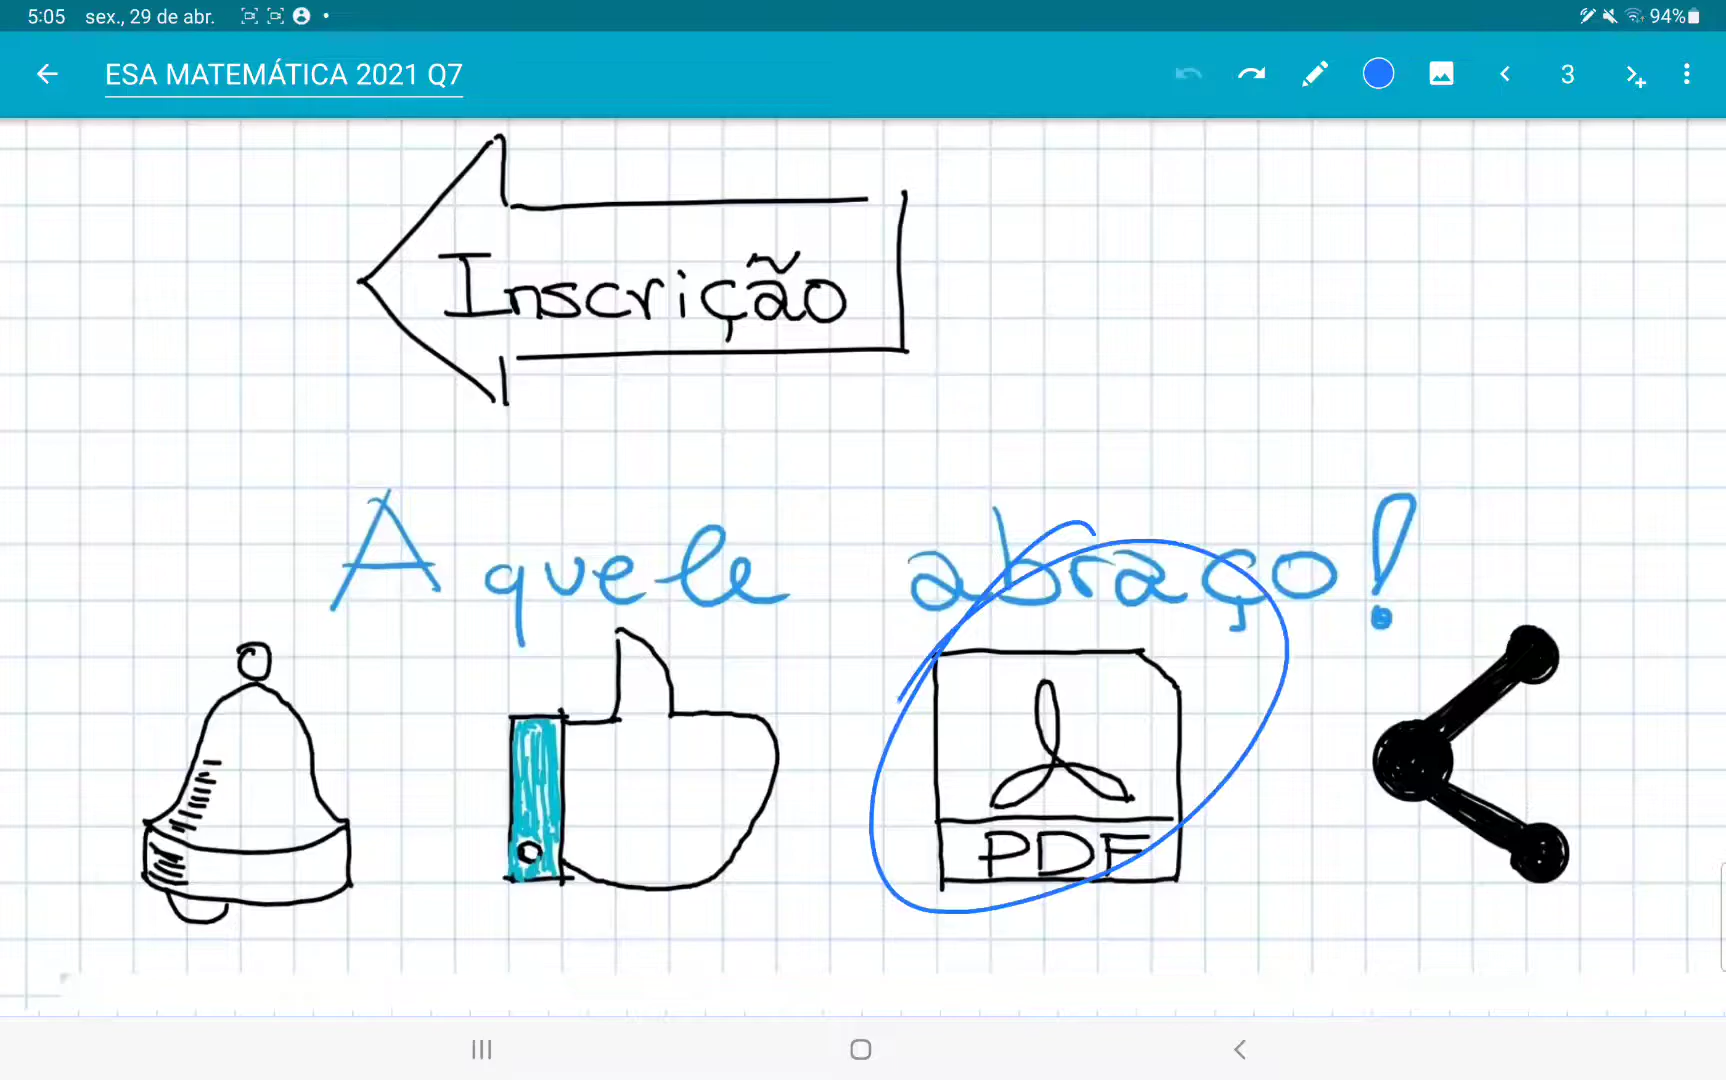 5:05 sex., 29 de abr. 94%
ESA MATEMÁTICA 2021 Q7 3
Inscrição
Aquele abraço!
PDF